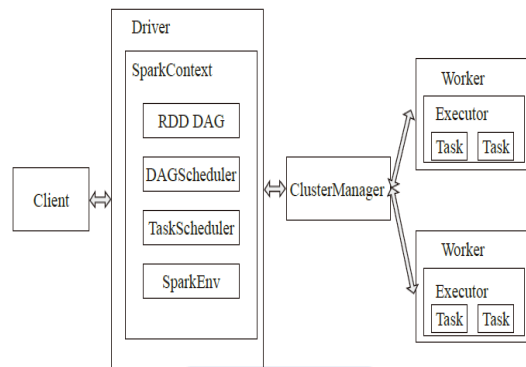 Driver
SparkContext
RDD DAG
DAGScheduler
TaskScheduler
SparkEnv
Client
ClusterManager
Worker
Executor
Task Task
Worker
Executor
Task Task